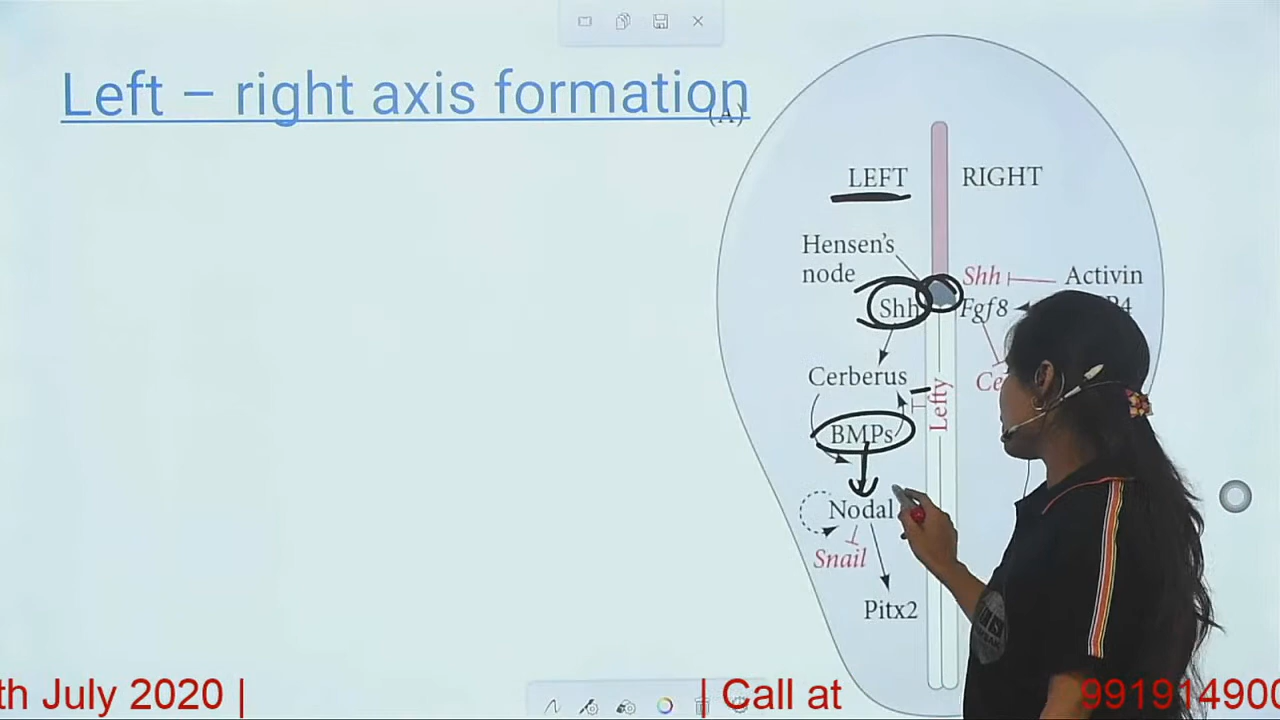 Left – right axis formation
(A)
LEFT RIGHT
Hensen's
node
Shh Activin
Shh Fgf8
Cerberus
Lefty
BMPs
Nodal
Snail
Pitx2
th July 2020 | | Call at 991914900